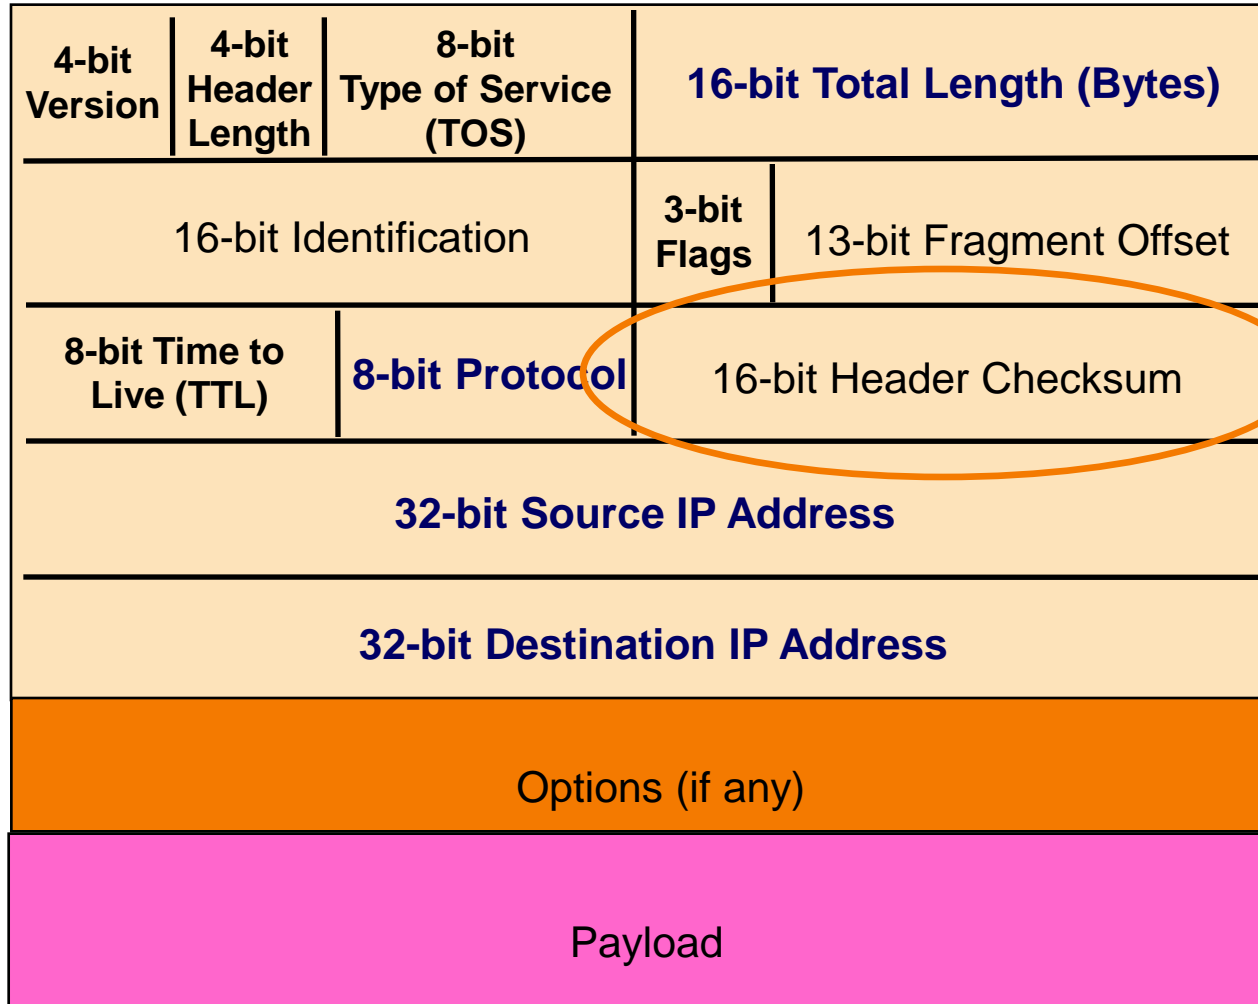 4-bit
Version
4-bit
Header
Length
8-bit
Type of Service
(TOS)
16-bit Total Length (Bytes)
16-bit Identification
3-bit
Flags
13-bit Fragment Offset
8-bit Time to
Live (TTL)
8-bit Protocol
16-bit Header Checksum
32-bit Source IP Address
32-bit Destination IP Address
Options (if any)
Payload